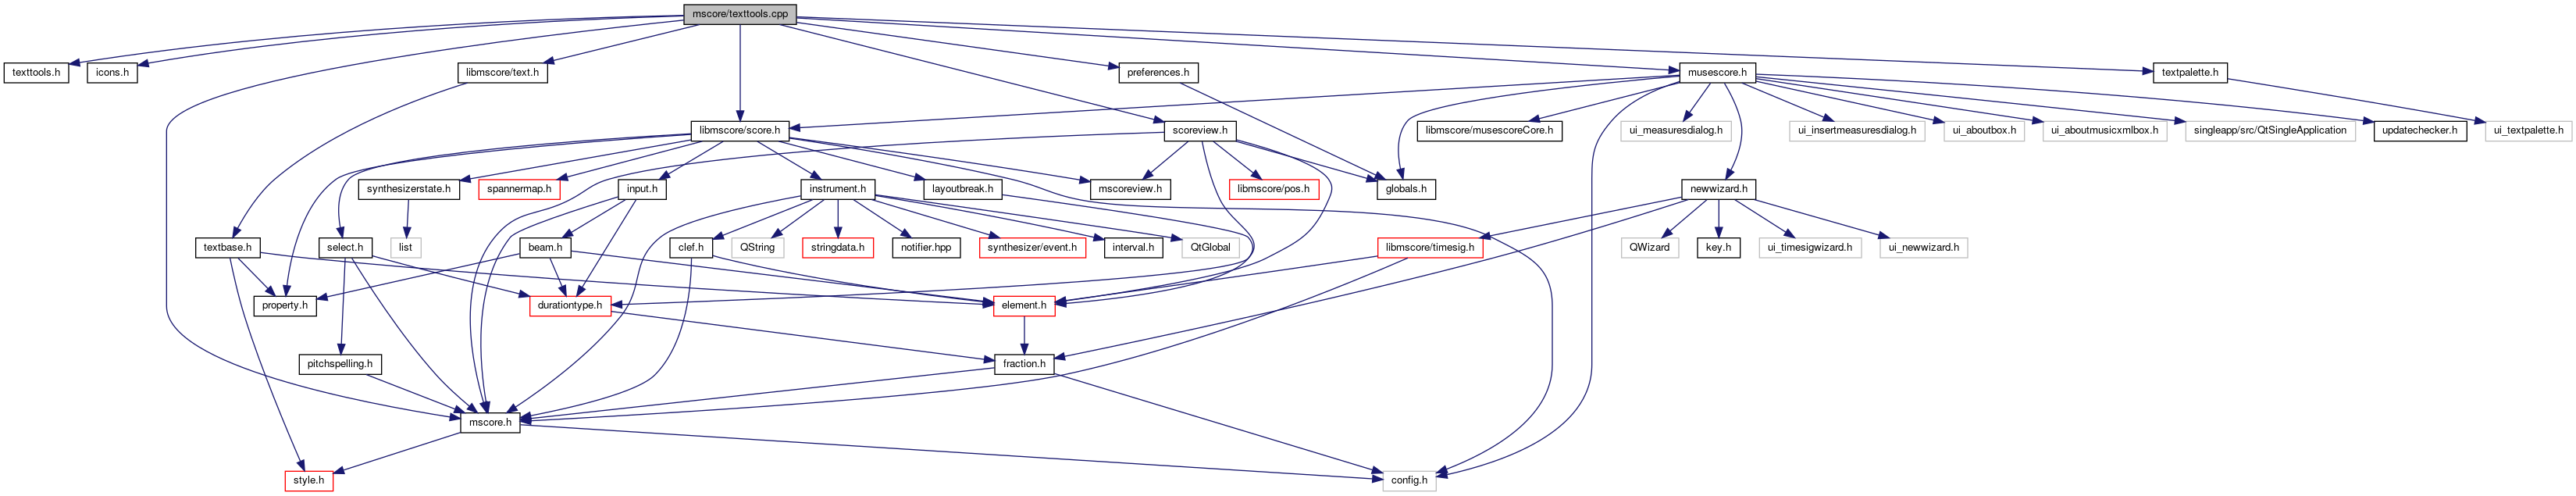 mscore/texttools.cpp
texttools.h
icons.h
libmscore/text.h
preferences.h
musescore.h
textpalette.h
libmscore/score.h
scoreview.h
libmscore/musescoreCore.h
ui_measuresdialog.h
ui_insertmeasuresdialog.h
ui_aboutbox.h
ui_aboutmusicxmlbox.h
singleapp/src/QtSingleApplication
updatechecker.h
ui_textpalette.h
synthesizerstate.h
spannermap.h
input.h
instrument.h
layoutbreak.h
mscoreview.h
libmscore/pos.h
globals.h
newwizard.h
textbase.h
select.h
list
beam.h
clef.h
QString
stringdata.h
notifier.hpp
synthesizer/event.h
interval.h
QtGlobal
libmscore/timesig.h
QWizard
key.h
ui_timesigwizard.h
ui_newwizard.h
property.h
durationtype.h
element.h
pitchspelling.h
fraction.h
mscore.h
style.h
config.h